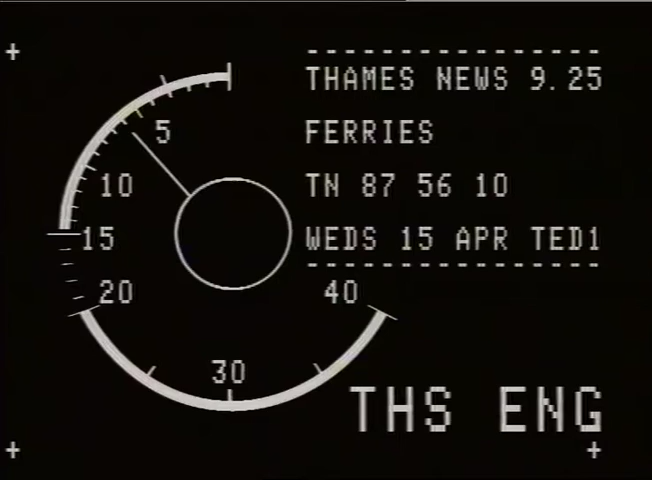 THAMES NEWS 9.25
FERRIES
TN 87 56 10
WEDS 15 APR TED1
5
10
15
20
30
40
THS ENG